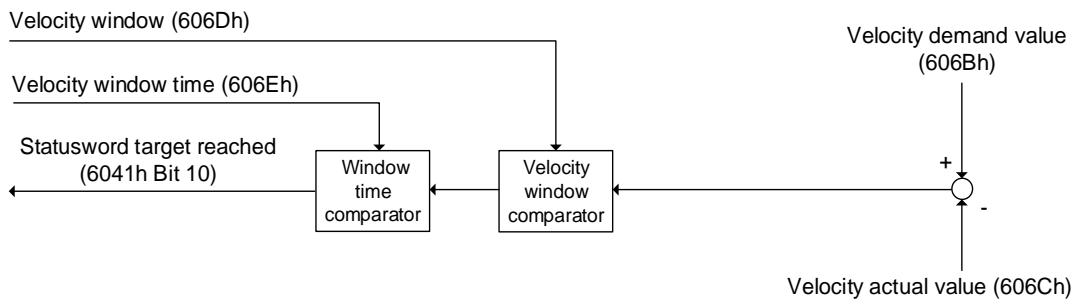 Velocity window (606Dh)
Velocity demand value
(606Bh)
Velocity window time (606Eh)
Statusword target reached
(6041h Bit 10)
Window
time
comparator
Velocity
window
comparator
+
-
Velocity actual value (606Ch)